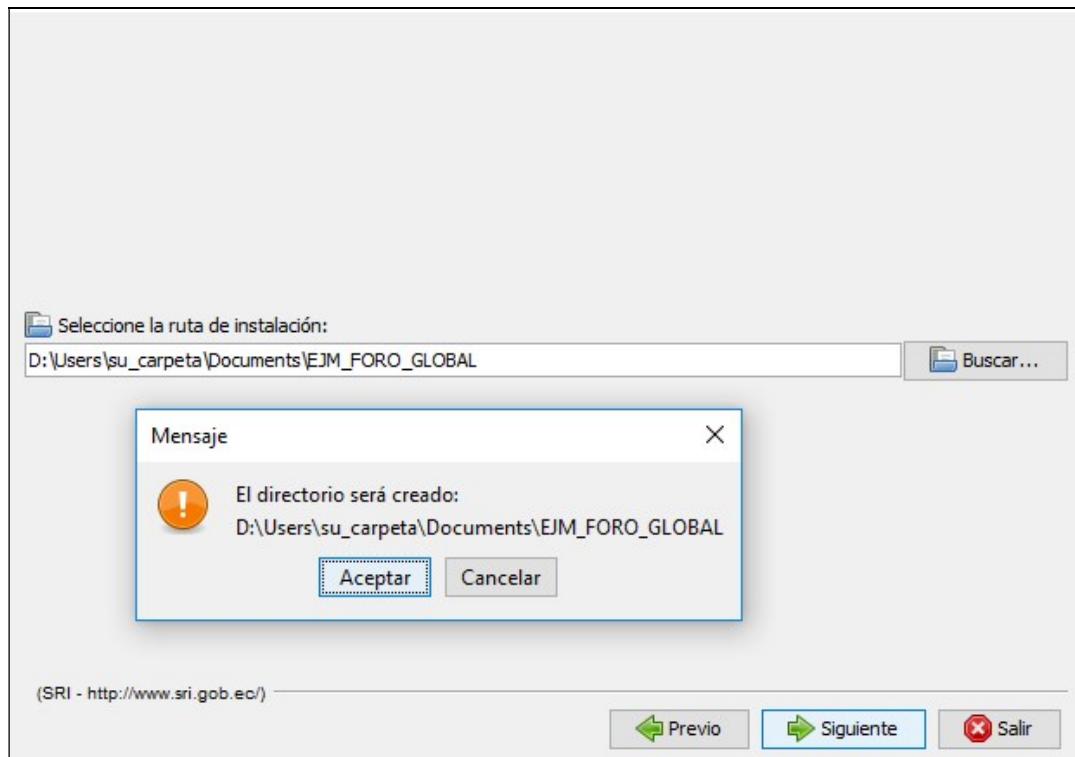 Seleccione la ruta de instalación:
D:\Users\su_carpeta\Documents\EJM_FORO_GLOBAL
Buscar...
Mensaje
El directorio será creado:
D:\Users\su_carpeta\Documents\EJM_FORO_GLOBAL
Aceptar
Cancelar
(SRI - http://www.sri.gob.ec/)
Previo
Siguiente
Salir